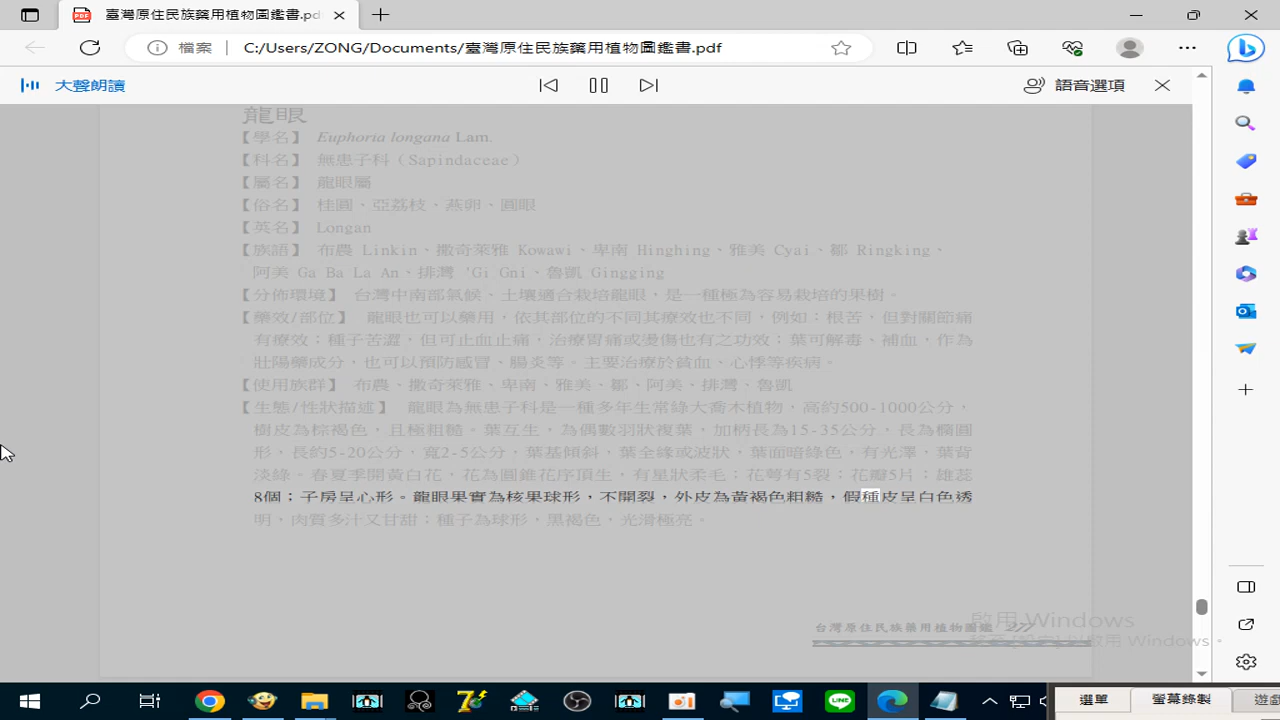 臺灣原住民族藥用植物圖鑑書.pd
檔案
C:/Users/ZONG/Documents/臺灣原住民族藥用植物圖鑑書.pdf
大聲朗讀
語音選項
龍眼
【學名】 Euphoria longana Lam.
【科名】 無患子科（Sapindaceae）
【屬名】 龍眼屬
【俗名】 桂圓、亞荔枝、燕卵、圓眼
【英名】 Longan
【族語】 布農 Linkin、撒奇萊雅 Kowawi、卑南 Hinghing、雅美 Cyai、鄒 Ringking、
阿美 Ga Ba La An、排灣 'Gi Gni、魯凱 Gingging
【分佈環境】 台灣中南部氣候、土壤適合栽培龍眼，是一種極為容易栽培的果樹。
【藥效/部位】 龍眼也可以藥用，依其部位的不同其療效也不同，例如：根苦，但對關節痛
有療效；種子苦澀，但可止血止痛，治療胃痛或燙傷也有之功效；葉可解毒、補血，作為
壯陽藥成分，也可以預防感冒、腸炎等。主要治療於貧血、心悸等疾病。
【使用族群】 布農、撒奇萊雅、卑南、雅美、鄒、阿美、排灣、魯凱
【生態/性狀描述】 龍眼為無患子科是一種多年生常綠大喬木植物，高約500-1000公分，
樹皮為棕褐色，且極粗糙。葉互生，為偶數羽狀複葉，加柄長為15-35公分，長為橢圓
形，長約5-20公分，寬2-5公分，葉基傾斜，葉全緣或波狀，葉面暗綠色，有光澤，葉背
淡綠。春夏季開黃白花，花為圓錐花序頂生，有星狀柔毛；花萼有5裂；花瓣5片；雄蕊
8個；子房呈心形。龍眼果實為核果球形，不開裂，外皮為黃褐色粗糙，假種皮呈白色透
明，肉質多汁又甘甜；種子為球形，黑褐色，光滑極亮。
台灣原住民族藥用植物圖鑑 277
啟用 Windows
移至 [設定] 以啟用 Windows。
選單
螢幕錄製
遊戲